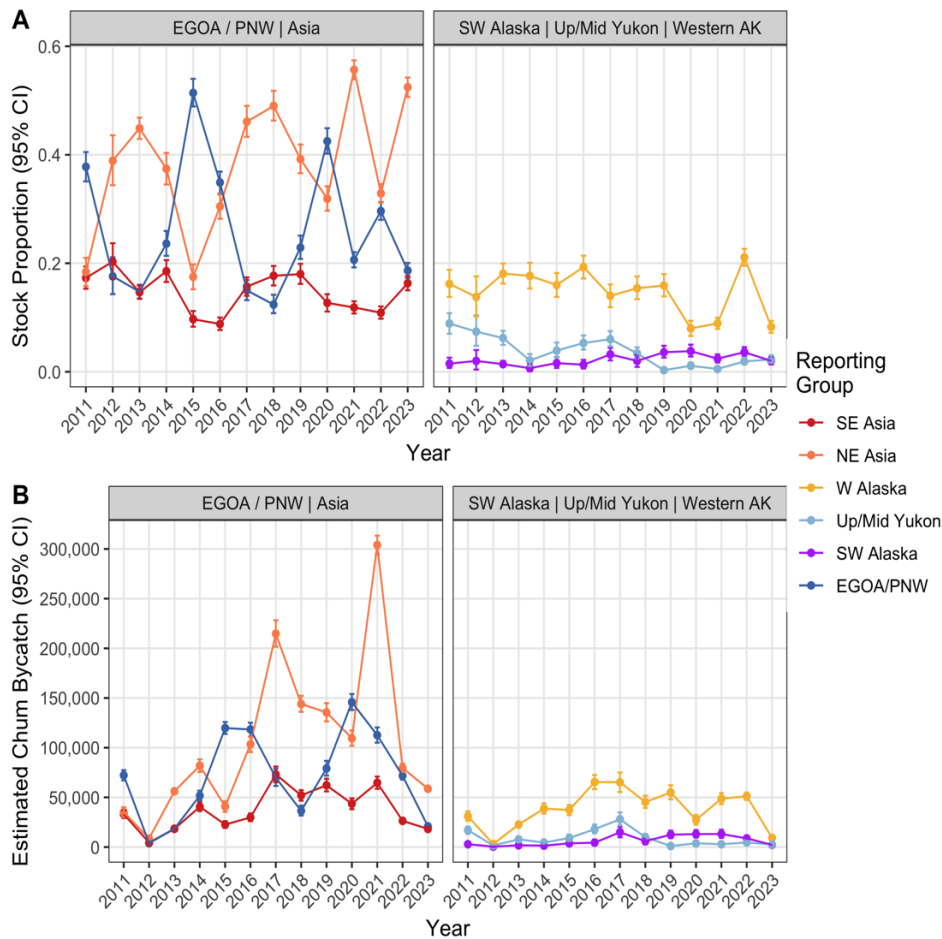 A
EGOA / PNW | Asia
SW Alaska | Up/Mid Yukon | Western AK
Stock Proportion (95% CI)
0.6
0.4
0.2
0.0
2011 2012 2013 2014 2015 2016 2017 2018 2019 2020 2021 2022 2023
2011 2012 2013 2014 2015 2016 2017 2018 2019 2020 2021 2022 2023
Year
Reporting
Group
SE Asia
NE Asia
W Alaska
Up/Mid Yukon
SW Alaska
EGOA/PNW
B
EGOA / PNW | Asia
SW Alaska | Up/Mid Yukon | Western AK
Estimated Chum Bycatch (95% CI)
300,000
250,000
200,000
150,000
100,000
50,000
0
2011 2012 2013 2014 2015 2016 2017 2018 2019 2020 2021 2022 2023
2011 2012 2013 2014 2015 2016 2017 2018 2019 2020 2021 2022 2023
Year